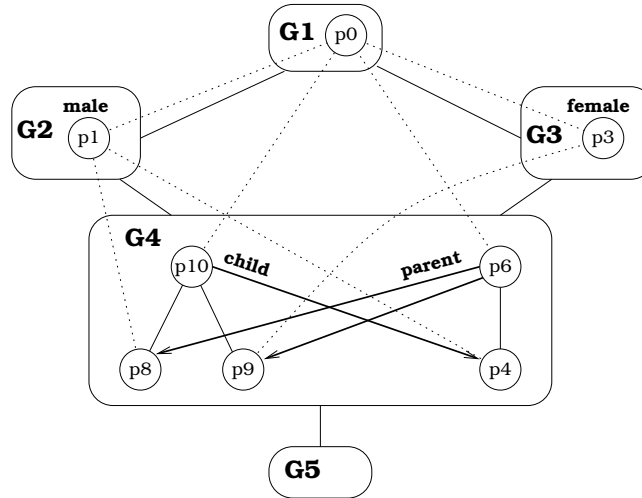 G1 p0
male
G2 p1
female
G3 p3
G4
p10 child parent p6
p8 p9 p4
G5